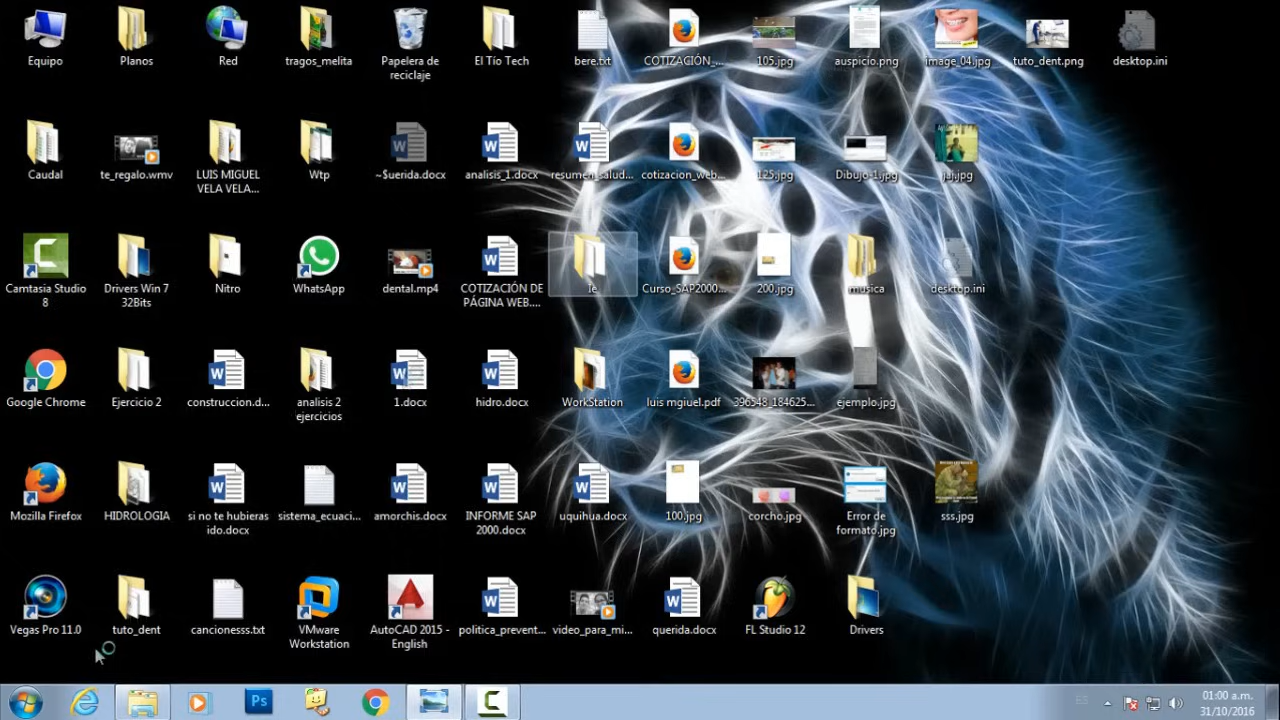 Equipo
Planos
Red
tragos_melita
Papelera de
reciclaje
El Tío Tech
bere.txt
COTIZACIÓN_...
105.jpg
auspicio.png
image_04.jpg
tuto_dent.png
desktop.ini
Caudal
te_regalo.wmv
LUIS MIGUEL
VELA VELA...
Wtp
~$uerida.docx
analisis_1.docx
resumen_salud...
cotizacion_web...
125.jpg
Dibujo-1.jpg
jaj.jpg
Camtasia Studio
8
Drivers Win 7
32Bits
Nitro
WhatsApp
dental.mp4
COTIZACIÓN DE
PÁGINA WEB....
Ie
Curso_SAP2000...
200.jpg
musica
desktop.ini
Google Chrome
Ejercicio 2
construccion.d...
analisis 2
ejercicios
1.docx
hidro.docx
WorkStation
luis mgiuel.pdf
396548_184625...
ejemplo.jpg
Mozilla Firefox
HIDROLOGIA
si no te hubieras
ido.docx
sistema_ecuaci...
amorchis.docx
INFORME SAP
2000.docx
uquihua.docx
100.jpg
corcho.jpg
Error de
formato.jpg
sss.jpg
Vegas Pro 11.0
tuto_dent
cancionesss.txt
VMware
Workstation
AutoCAD 2015 -
English
politica_prevent...
video_para_mi...
querida.docx
FL Studio 12
Drivers
Ps
ES
01:00 a.m.
31/10/2016